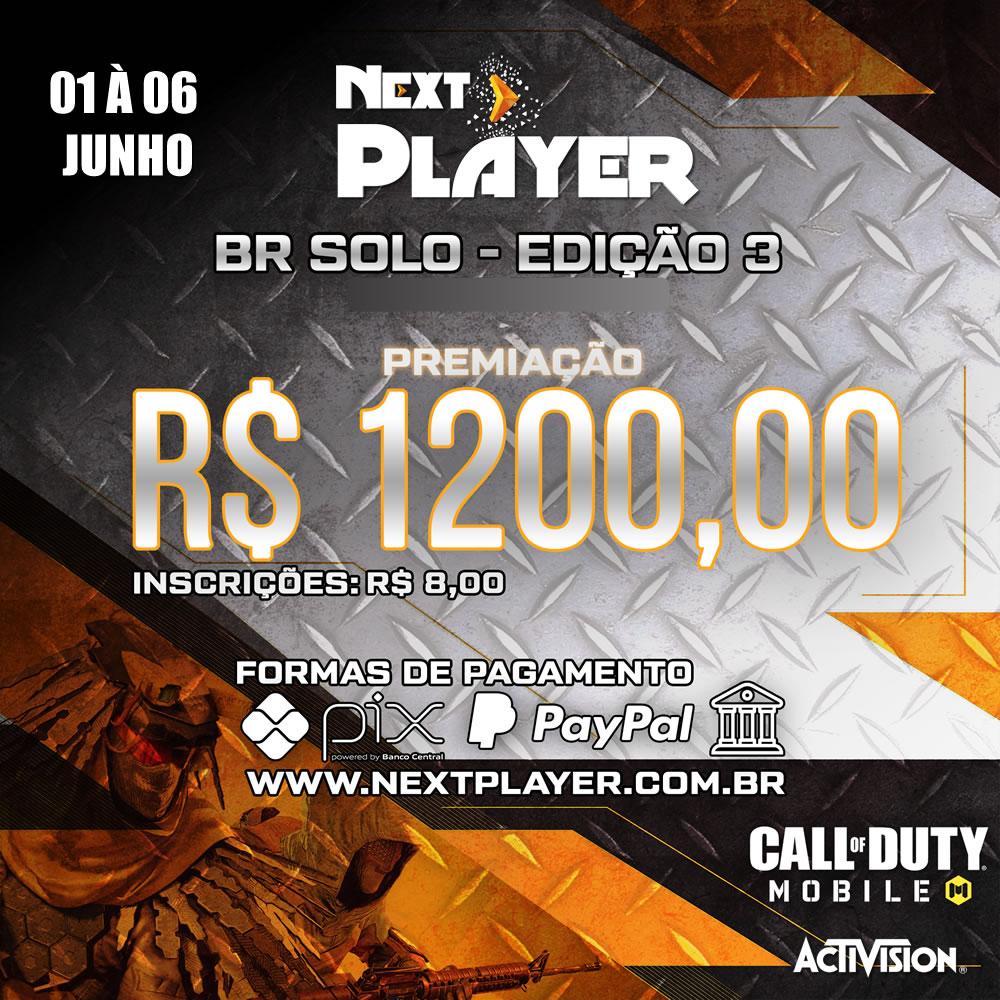 01 À 06
JUNHO
NEXT
PLAYER
BR SOLO - EDIÇÃO 3
PREMIAÇÃO
R$ 1200,00
INSCRIÇÕES: R$ 8,00
FORMAS DE PAGAMENTO
pix
powered by Banco Central
PayPal
WWW.NEXTPLAYER.COM.BR
CALL OF DUTY®
MOBILE
ACTIVISION®